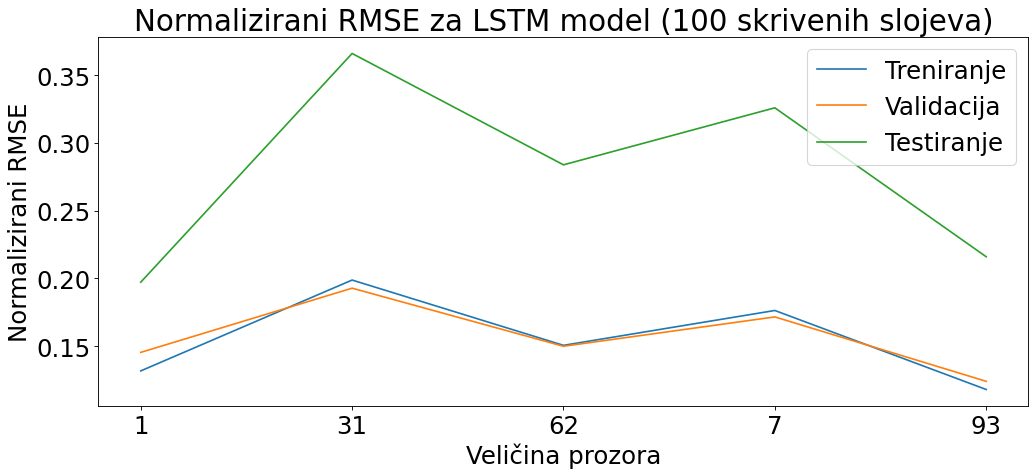 Normalizirani RMSE za LSTM model (100 skrivenih slojeva)
Normalizirani RMSE
0.35
0.30
0.25
0.20
0.15
Treniranje
Validacija
Testiranje
1 31 62 7 93
Veličina prozora